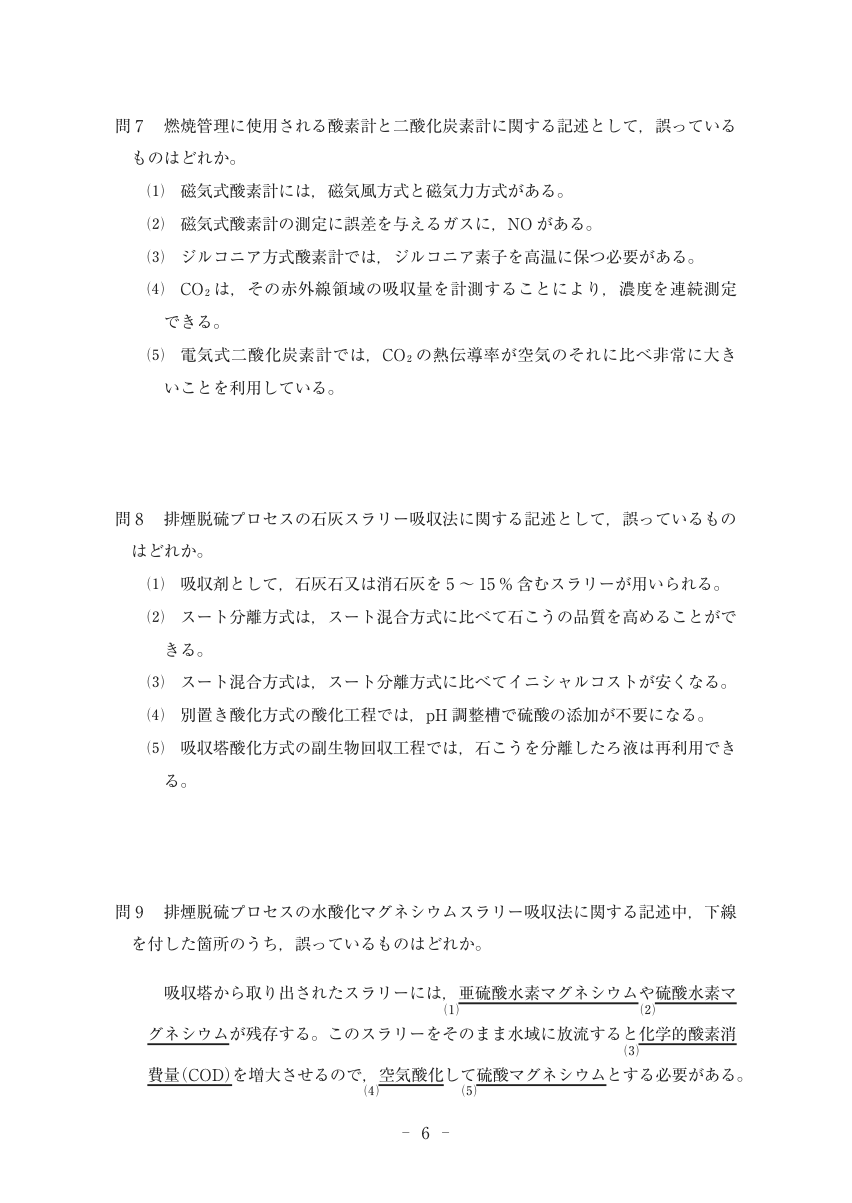 問7 燃焼管理に使用される酸素計と二酸化炭素計に関する記述として，誤っている
ものはどれか。
⑴ 磁気式酸素計には，磁気風方式と磁気力方式がある。
⑵ 磁気式酸素計の測定に誤差を与えるガスに，NO がある。
⑶ ジルコニア方式酸素計では，ジルコニア素子を高温に保つ必要がある。
⑷ CO₂ は，その赤外線領域の吸収量を計測することにより，濃度を連続測定
できる。
⑸ 電気式二酸化炭素計では，CO₂ の熱伝導率が空気のそれに比べ非常に大き
いことを利用している。
問8 排煙脱硫プロセスの石灰スラリー吸収法に関する記述として，誤っているもの
はどれか。
⑴ 吸収剤として，石灰石又は消石灰を 5 ～ 15 % 含むスラリーが用いられる。
⑵ スート分離方式は，スート混合方式に比べて石こうの品質を高めることがで
きる。
⑶ スート混合方式は，スート分離方式に比べてイニシャルコストが安くなる。
⑷ 別置き酸化方式の酸化工程では，pH 調整槽で硫酸の添加が不要になる。
⑸ 吸収塔酸化方式の副生物回収工程では，石こうを分離したろ液は再利用でき
る。
問9 排煙脱硫プロセスの水酸化マグネシウムスラリー吸収法に関する記述中，下線
を付した箇所のうち，誤っているものはどれか。
吸収塔から取り出されたスラリーには，亜硫酸水素マグネシウムや硫酸水素マ
⑴ ⑵
グネシウムが残存する。このスラリーをそのまま水域に放流すると化学的酸素消
⑶
費量(COD)を増大させるので，空気酸化して硫酸マグネシウムとする必要がある。
⑷ ⑸
－ 6 －